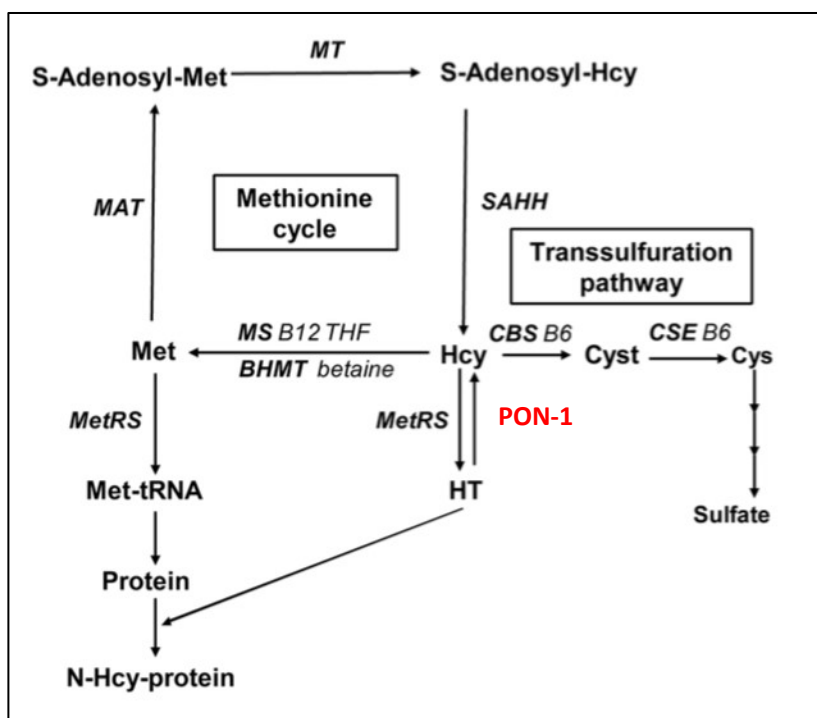 MT
S-Adenosyl-Met
S-Adenosyl-Hcy
MAT
Methionine
cycle
SAHH
Transsulfuration
pathway
MS B12 THF
CBS B6
CSE B6
Met
Hcy
Cyst
Cys
BHMT betaine
MetRS
MetRS
PON-1
Met-tRNA
HT
Sulfate
Protein
N-Hcy-protein